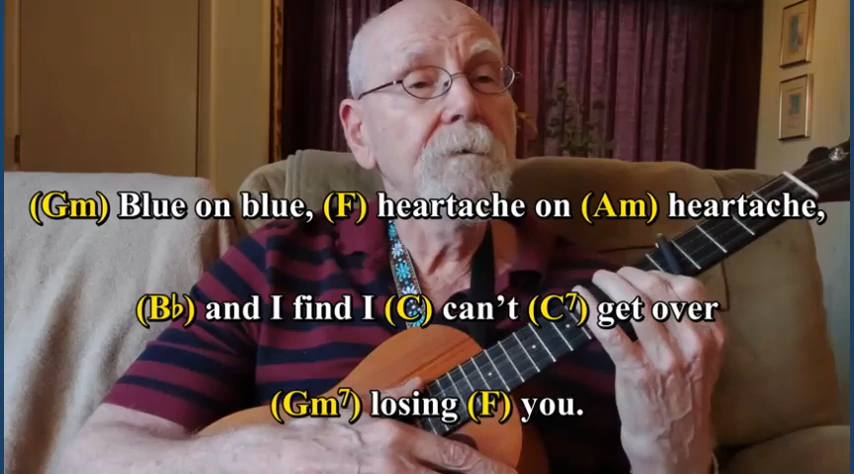 (Gm) Blue on blue, (F) heartache on (Am) heartache,
(B♭) and I find I (C) can’t (C⁷) get over
(Gm⁷) losing (F) you.